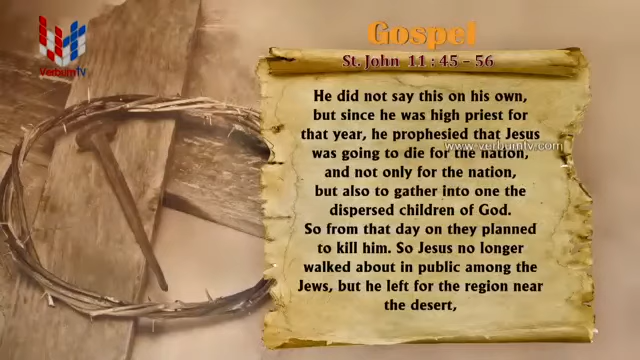 Gospel
VerbumTV
St. John 11 : 45 - 56
He did not say this on his own,
but since he was high priest for
that year, he prophesied that Jesus
www.verbumtv.com
was going to die for the nation,
and not only for the nation,
but also to gather into one the
dispersed children of God.
So from that day on they planned
to kill him. So Jesus no longer
walked about in public among the
Jews, but he left for the region near
the desert,